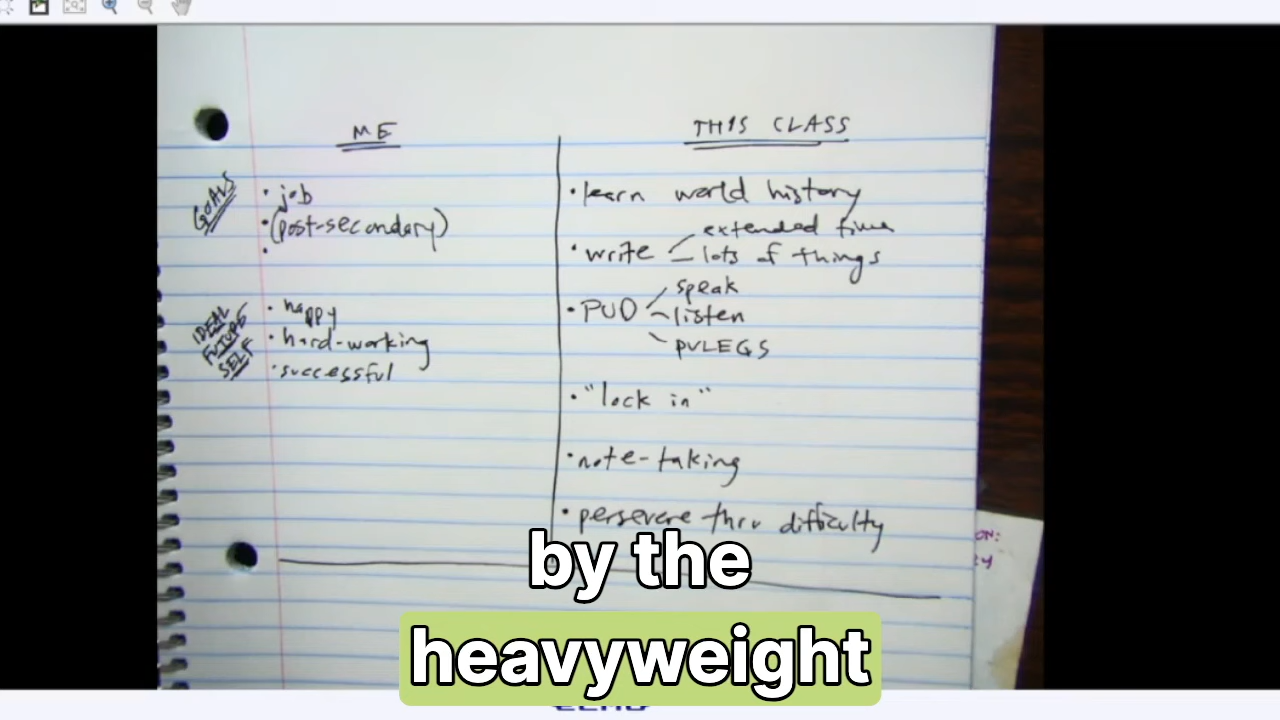 ME
THIS CLASS
GOALS
• job
• (post-secondary)
•
IDEAL
FUTURE
SELF
• happy
• hard-working
• successful
• learn world history
• write
extended time
lots of things
• PUD
speak
listen
PVLEGS
• "lock in"
• note-taking
• persevere thru difficulty
ON:
by the
heavyweight